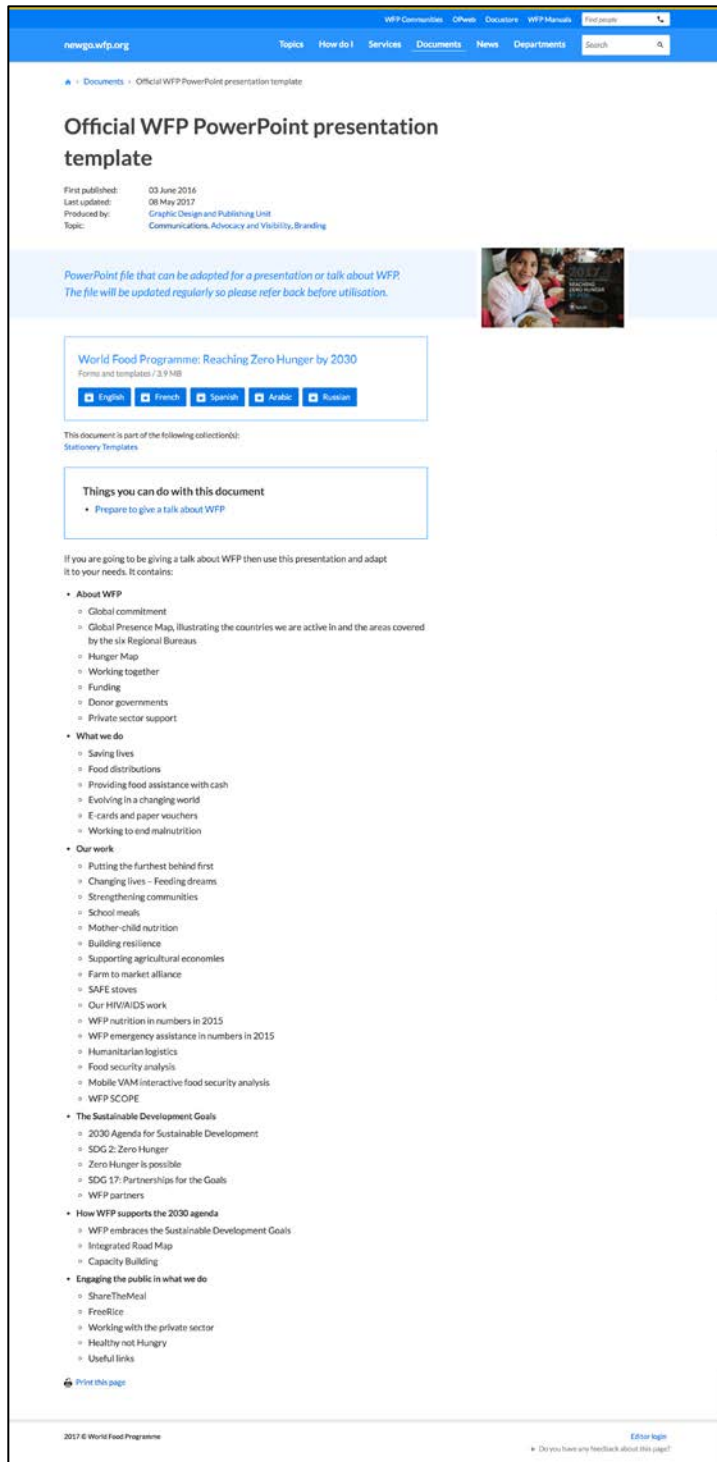 WFP Communities OPweb Docustore WFP Manuals Find people
newgo.wfp.org Topics How do I Services Documents News Departments Search
Documents Official WFP PowerPoint presentation template
Official WFP PowerPoint presentation
template
First published: 03 June 2016
Last updated: 08 May 2017
Produced by: Graphic Design and Publishing Unit
Topic: Communications, Advocacy and Visibility, Branding
PowerPoint file that can be adapted for a presentation or talk about WFP.
The file will be updated regularly so please refer back before utilisation.
2017
REACHING
ZERO HUNGER
World Food Programme: Reaching Zero Hunger by 2030
Forms and templates / 3.9 MB
English French Spanish Arabic Russian
This document is part of the following collection(s):
Stationery Templates
Things you can do with this document
• Prepare to give a talk about WFP
If you are going to be giving a talk about WFP then use this presentation and adapt
it to your needs. It contains:
• About WFP
Global commitment
Global Presence Map, illustrating the countries we are active in and the areas covered
by the six Regional Bureaus
Hunger Map
Working together
Funding
Donor governments
Private sector support
• What we do
Saving lives
Food distributions
Providing food assistance with cash
Evolving in a changing world
E-cards and paper vouchers
Working to end malnutrition
• Our work
Putting the furthest behind first
Changing lives – Feeding dreams
Strengthening communities
School meals
Mother-child nutrition
Building resilience
Supporting agricultural economies
Farm to market alliance
SAFE stoves
Our HIV/AIDS work
WFP nutrition in numbers in 2015
WFP emergency assistance in numbers in 2015
Humanitarian logistics
Food security analysis
Mobile VAM interactive food security analysis
WFP SCOPE
• The Sustainable Development Goals
2030 Agenda for Sustainable Development
SDG 2: Zero Hunger
Zero Hunger is possible
SDG 17: Partnerships for the Goals
WFP partners
• How WFP supports the 2030 agenda
WFP embraces the Sustainable Development Goals
Integrated Road Map
Capacity Building
• Engaging the public in what we do
ShareTheMeal
FreeRice
Working with the private sector
Healthy not Hungry
Useful links
Print this page
2017 © World Food Programme Editor login
Do you have any feedback about this page?